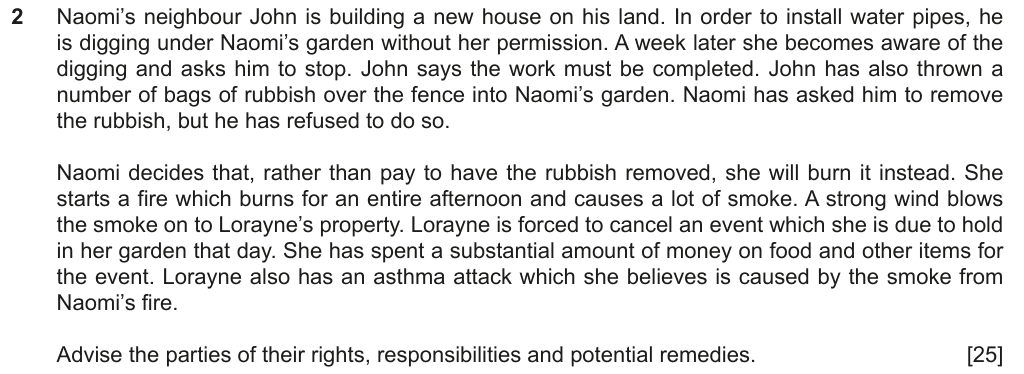 2 Naomi’s neighbour John is building a new house on his land. In order to install water pipes, he
is digging under Naomi’s garden without her permission. A week later she becomes aware of the
digging and asks him to stop. John says the work must be completed. John has also thrown a
number of bags of rubbish over the fence into Naomi’s garden. Naomi has asked him to remove
the rubbish, but he has refused to do so.
Naomi decides that, rather than pay to have the rubbish removed, she will burn it instead. She
starts a fire which burns for an entire afternoon and causes a lot of smoke. A strong wind blows
the smoke on to Lorayne’s property. Lorayne is forced to cancel an event which she is due to hold
in her garden that day. She has spent a substantial amount of money on food and other items for
the event. Lorayne also has an asthma attack which she believes is caused by the smoke from
Naomi’s fire.
Advise the parties of their rights, responsibilities and potential remedies. [25]